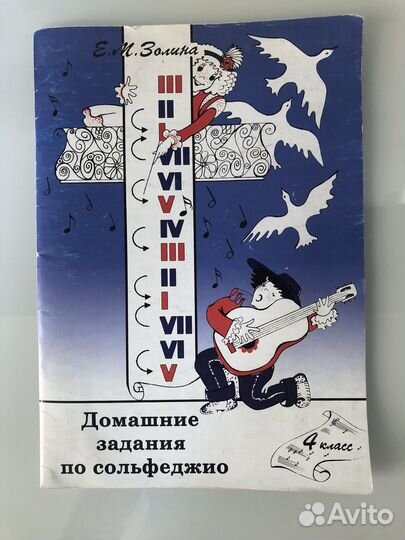 Е.М.Золина
III
II
I
VII
VI
V
IV
III
II
I
VII
VI
V
Домашние
задания
по сольфеджио
4 класс
Avito